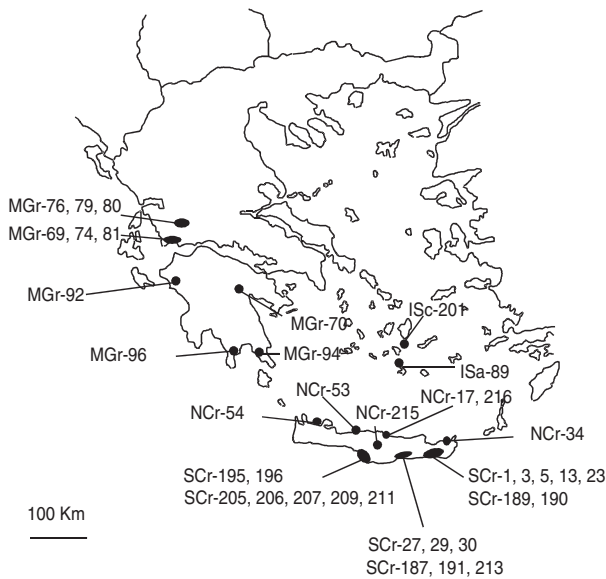 MGr-76, 79, 80
MGr-69, 74, 81
MGr-92
MGr-70
ISc-201
MGr-96
MGr-94
ISa-89
NCr-53
NCr-17, 216
NCr-54
NCr-215
NCr-34
SCr-195, 196
SCr-205, 206, 207, 209, 211
SCr-1, 3, 5, 13, 23
SCr-189, 190
100 Km
SCr-27, 29, 30
SCr-187, 191, 213